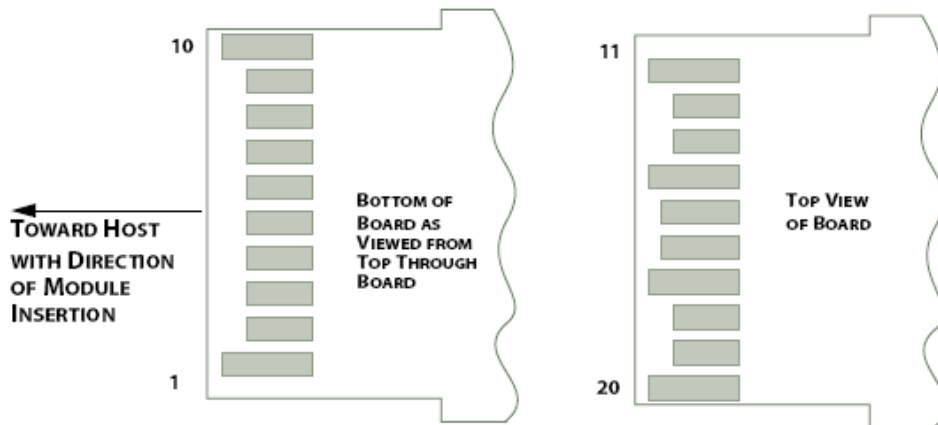 10
BOTTOM OF
BOARD AS
VIEWED FROM
TOP THROUGH
BOARD
TOWARD HOST
WITH DIRECTION
OF MODULE
INSERTION
1
11
TOP VIEW
OF BOARD
20